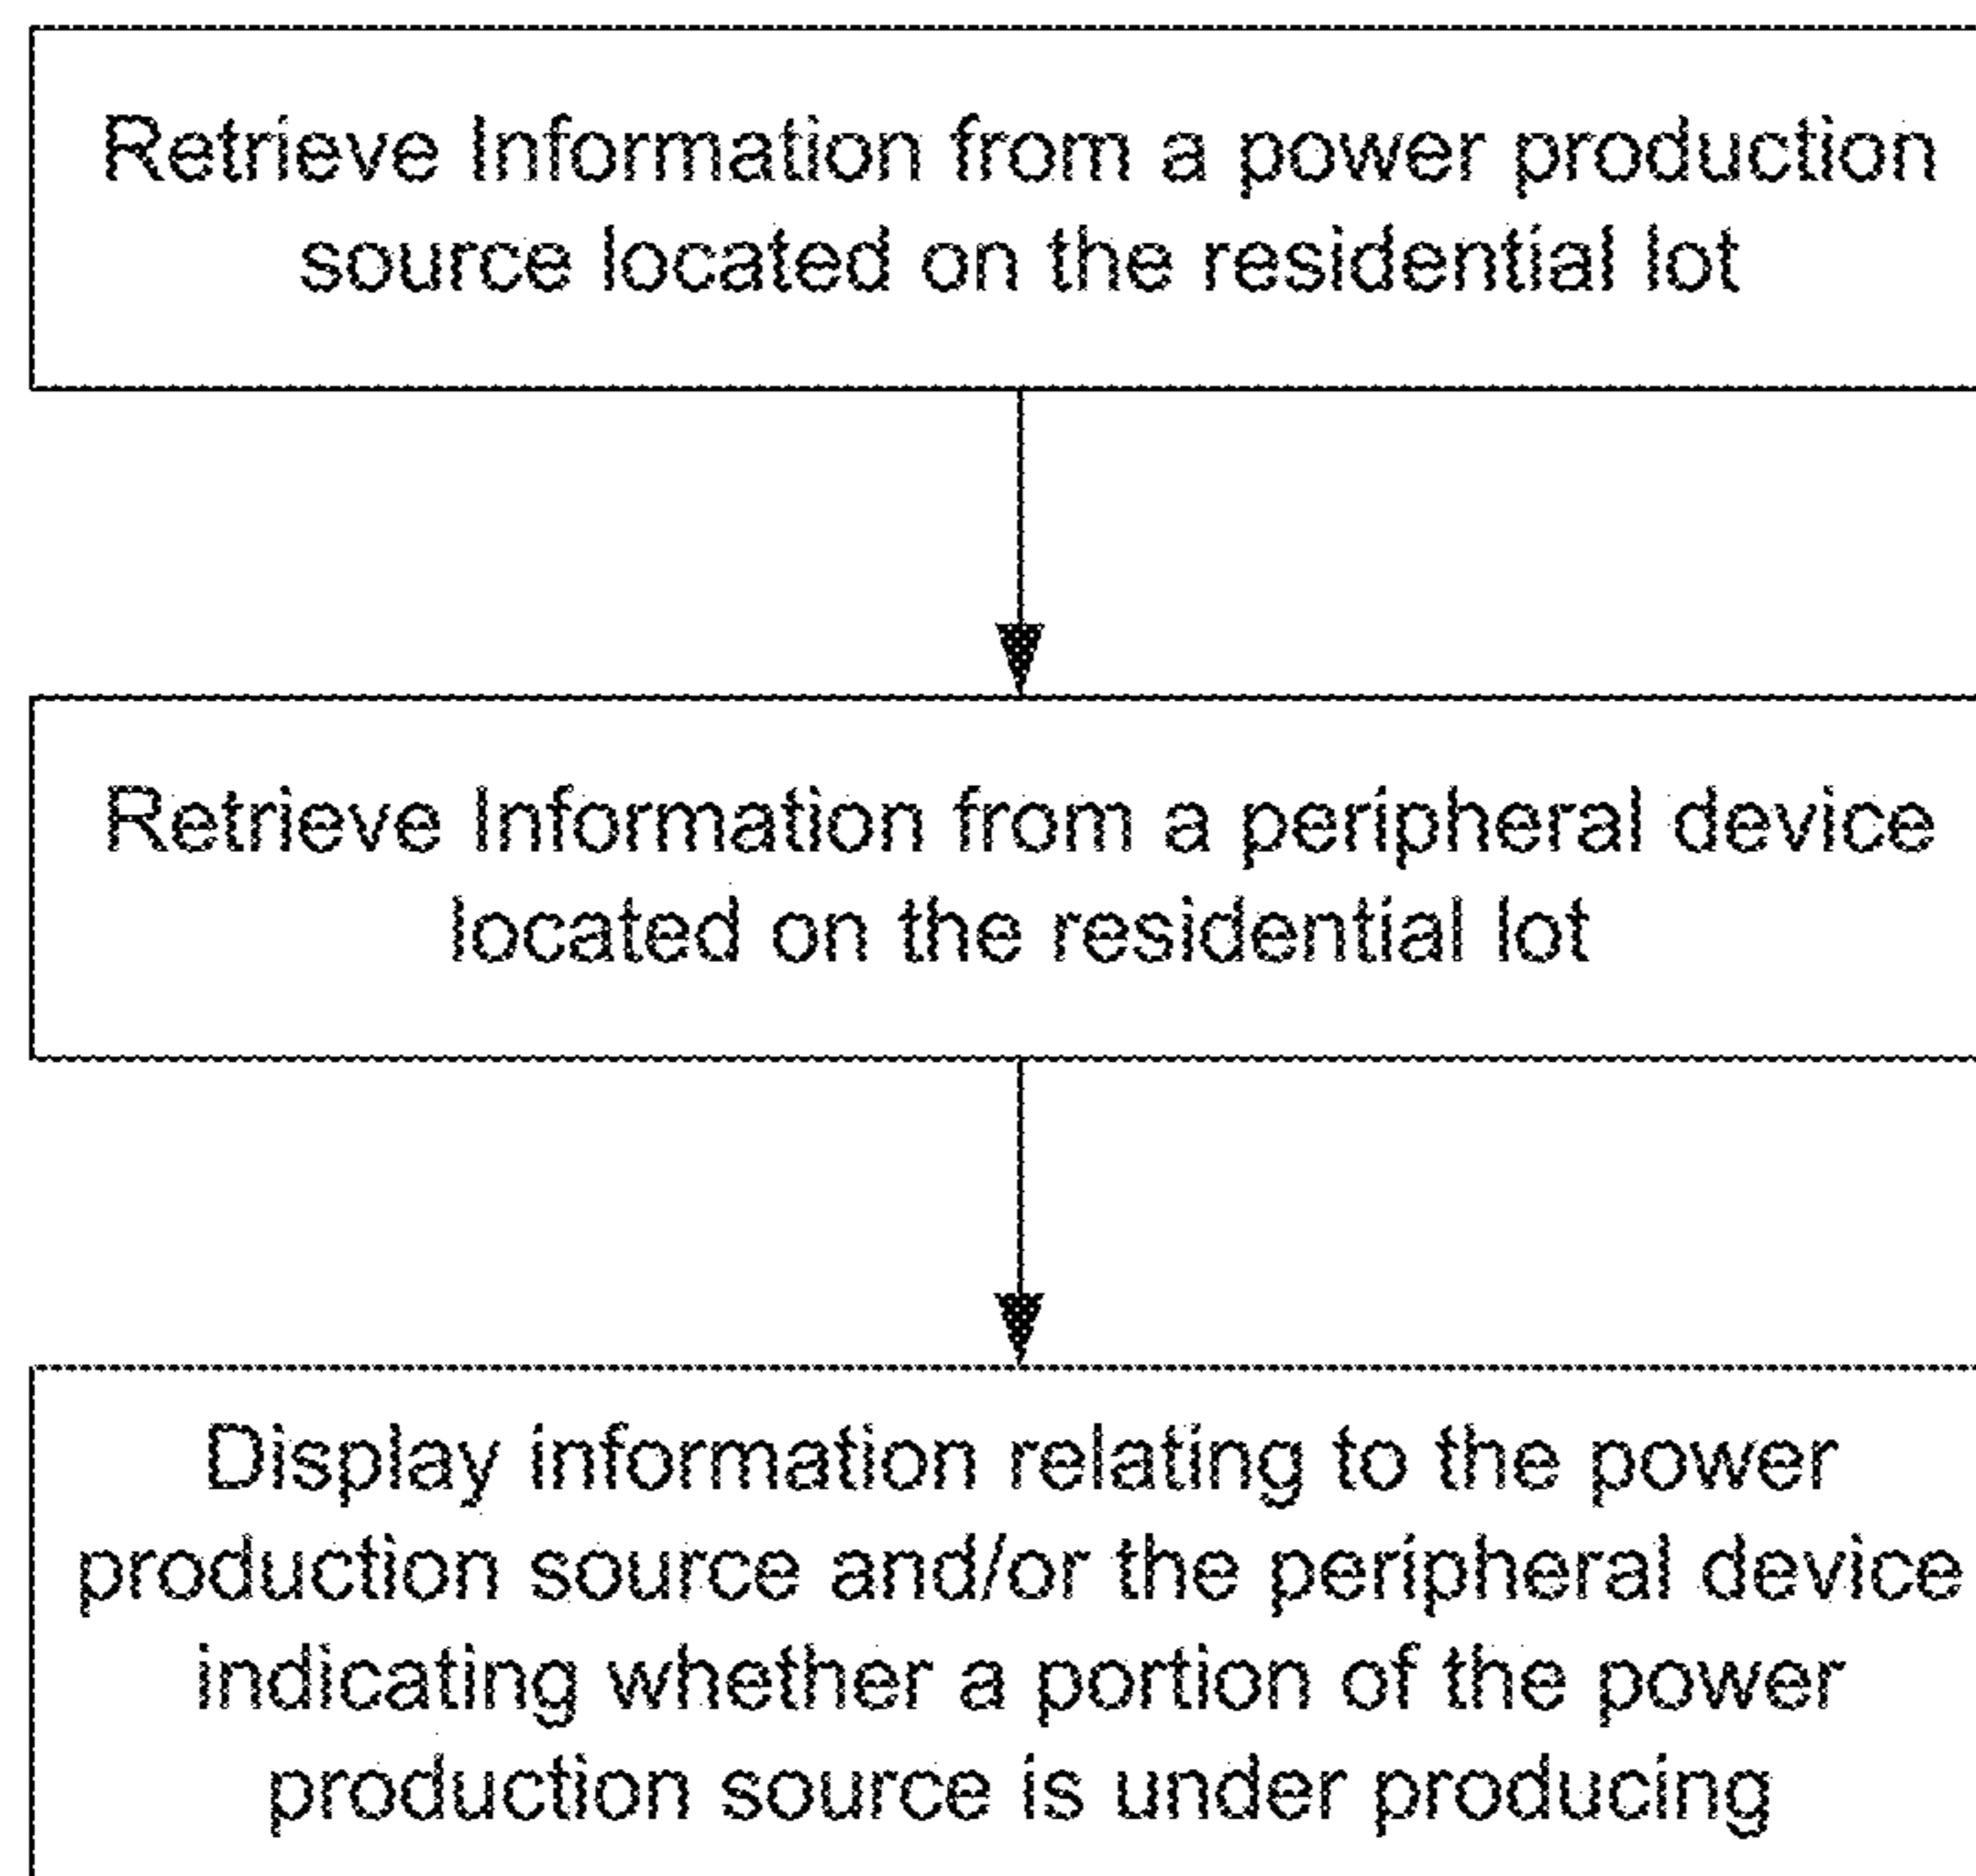 Retrieve Information from a power production
source located on the residential lot
Retrieve Information from a peripheral device
located on the residential lot
Display information relating to the power
production source and/or the peripheral device
indicating whether a portion of the power
production source is under producing